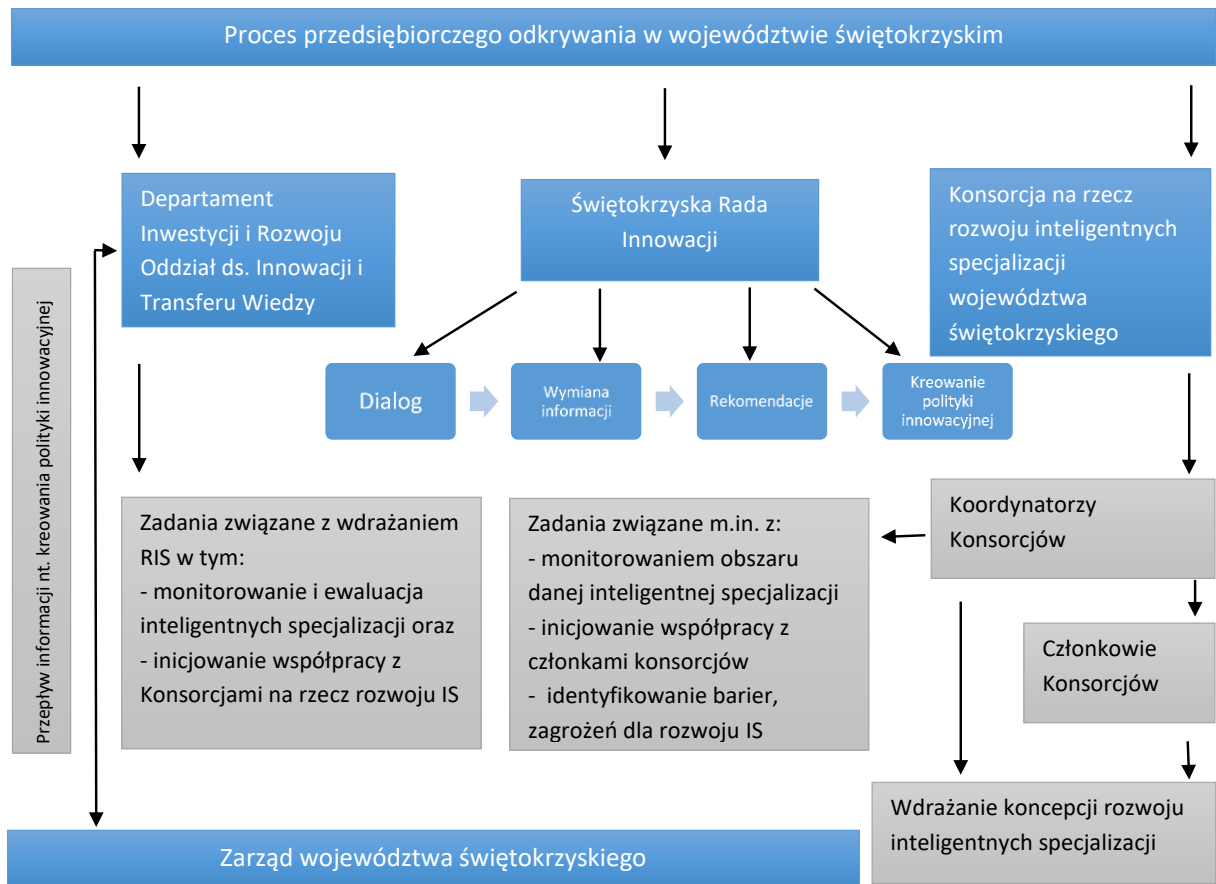 Proces przedsiębiorczego odkrywania w województwie świętokrzyskim
Departament
Inwestycji i Rozwoju
Oddział ds. Innowacji i
Transferu Wiedzy
Świętokrzyska Rada
Innowacji
Konsorcja na rzecz
rozwoju inteligentnych
specjalizacji
województwa
świętokrzyskiego
Dialog
Wymiana
informacji
Rekomendacje
Kreowanie
polityki
innowacyjnej
Przepływ informacji nt. kreowania polityki innowacyjnej
Zadania związane z wdrażaniem
RIS w tym:
- monitorowanie i ewaluacja
inteligentnych specjalizacji oraz
- inicjowanie współpracy z
Konsorcjami na rzecz rozwoju IS
Zadania związane m.in. z:
- monitorowaniem obszaru
danej inteligentnej specjalizacji
- inicjowanie współpracy z
członkami konsorcjów
- identyfikowanie barier,
zagrożeń dla rozwoju IS
Koordynatorzy
Konsorcjów
Członkowie
Konsorcjów
Wdrażanie koncepcji rozwoju
inteligentnych specjalizacji
Zarząd województwa świętokrzyskiego